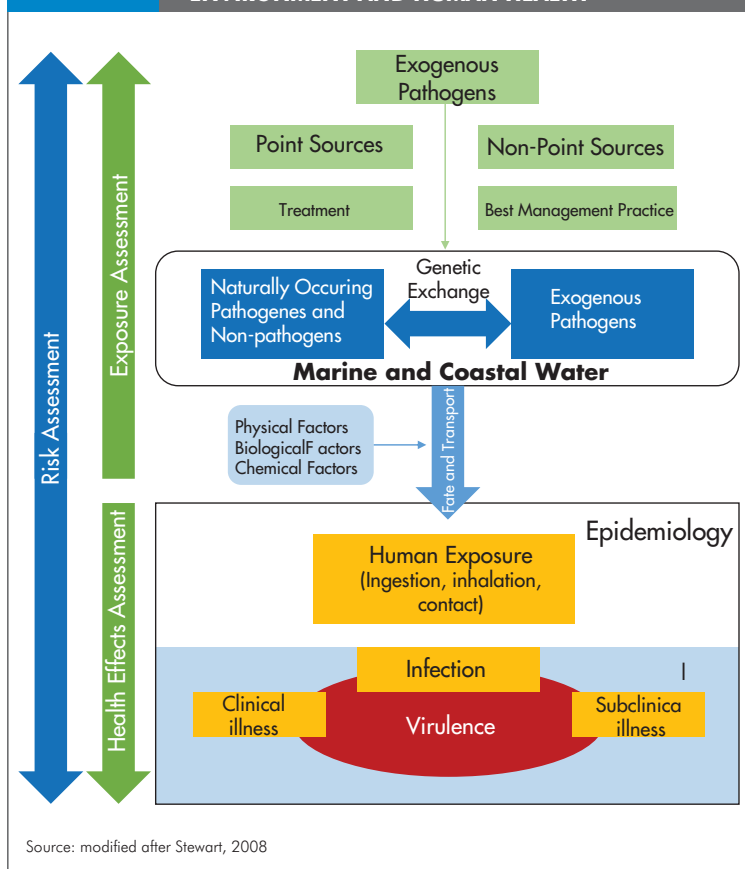 Exogenous
Pathogens
Point Sources
Non-Point Sources
Treatment
Best Management Practice
Genetic
Exchange
Naturally Occuring
Pathogenes and
Non-pathogens
Exogenous
Pathogens
Marine and Coastal Water
Physical Factors
BiologicalF actors
Chemical Factors
Fate and Transport
Risk Assessment
Exposure Assessment
Health Effects Assessment
Epidemiology
Human Exposure
(Ingestion, inhalation,
contact)
Infection
l
Clinical
illness
Virulence
Subclinica
illness
Source: modified after Stewart, 2008